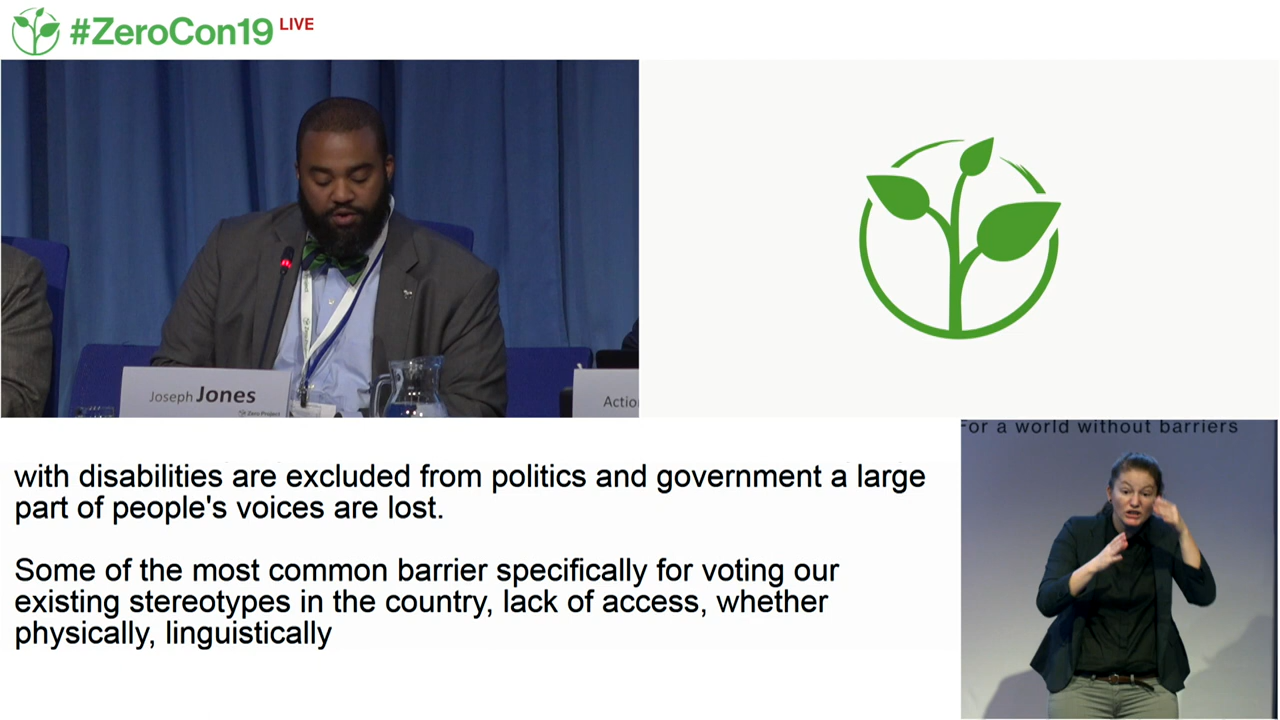 #ZeroCon19 LIVE
Joseph Jones
Zero Project
Actio
For a world without barriers
with disabilities are excluded from politics and government a large
part of people's voices are lost.
Some of the most common barrier specifically for voting our
existing stereotypes in the country, lack of access, whether
physically, linguistically